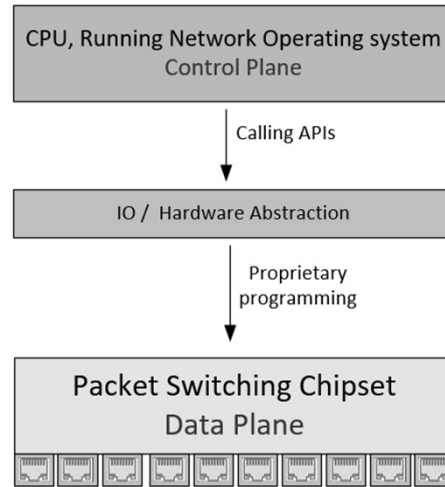 CPU, Running Network Operating system
Control Plane
Calling APIs
IO / Hardware Abstraction
Proprietary
programming
Packet Switching Chipset
Data Plane